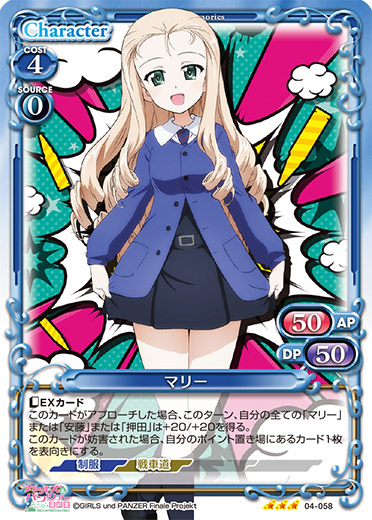 Character
COST
4
SOURCE
0
50 AP
DP 50
マリー
EXカード
このカードがアプローチした場合、このターン、自分の全ての「マリー」
または「安藤」または「押田」は+20/+20を得る。
このカードが妨害された場合、自分のポイント置き場にあるカード1枚
を表向きにする。
制服 戦車道
©GIRLS und PANZER Finale Projekt
04-058